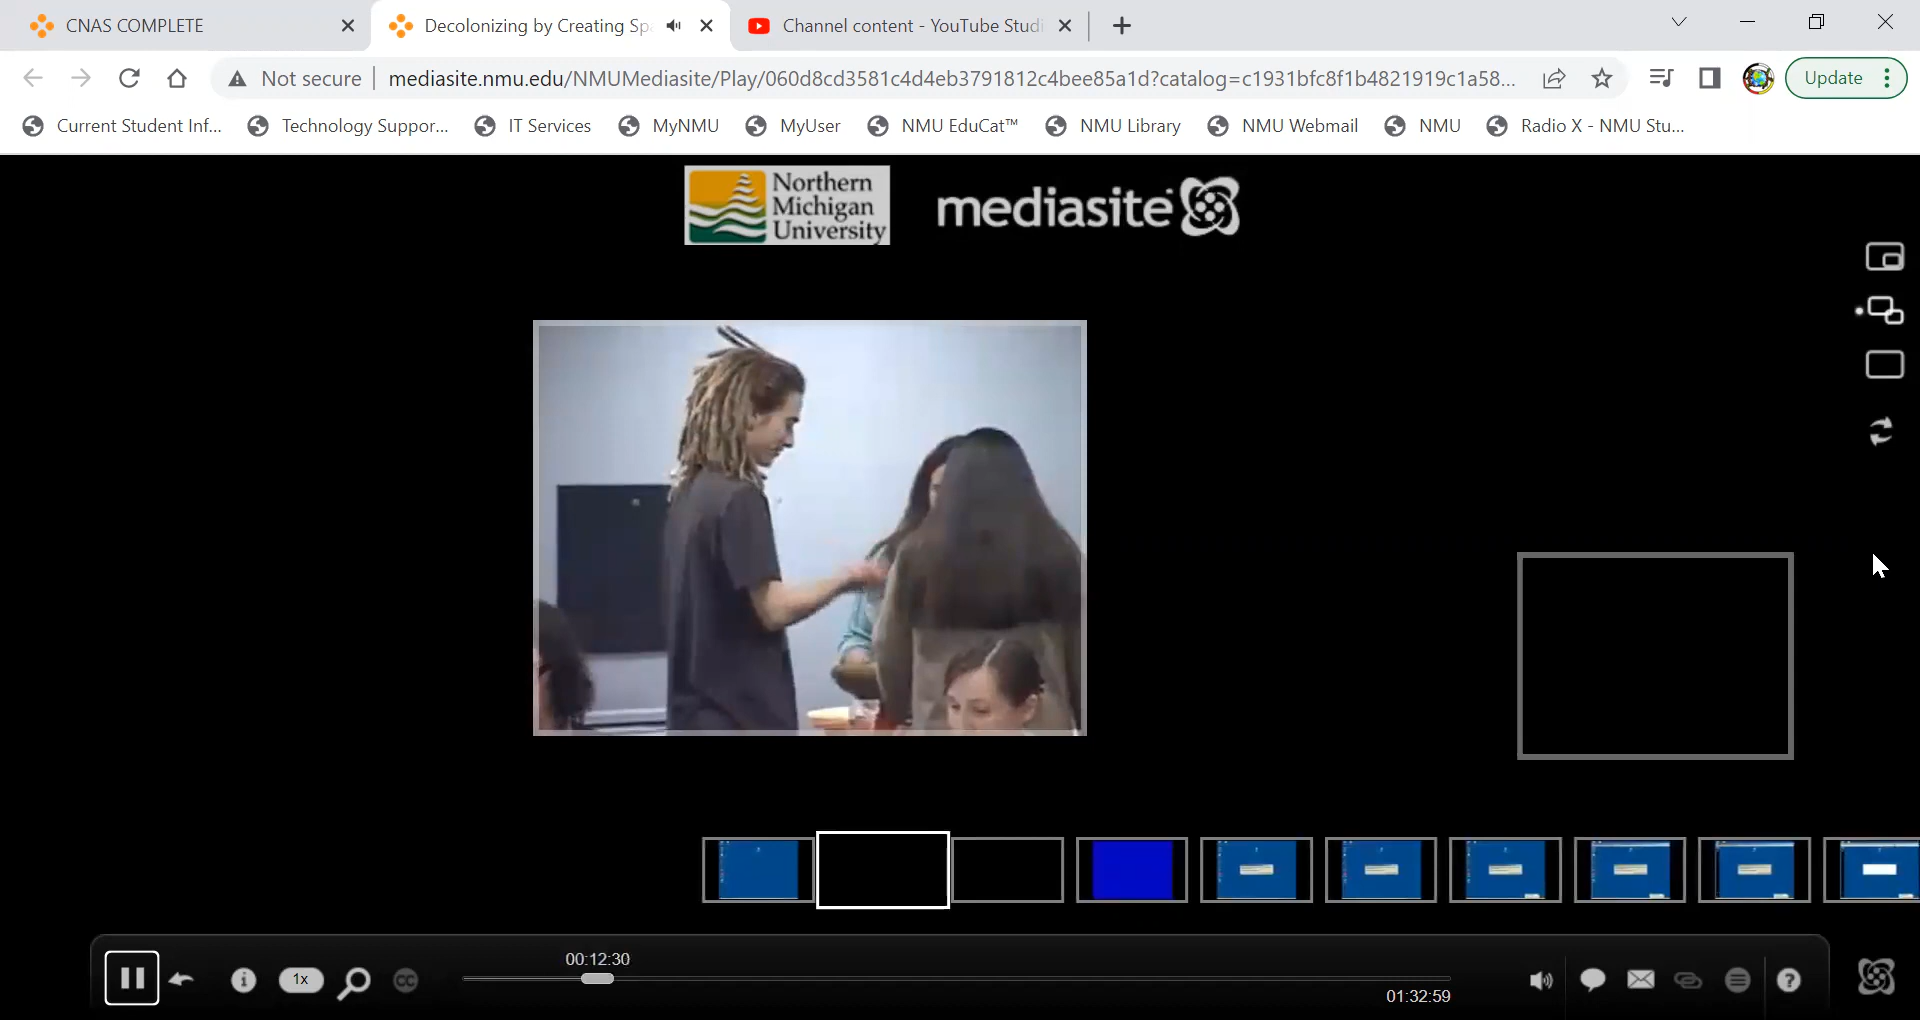 CNAS COMPLETE
Decolonizing by Creating Sp
Channel content - YouTube Studi
Not secure
mediasite.nmu.edu/NMUMediasite/Play/060d8cd3581c4d4eb3791812c4bee85a1d?catalog=c1931bfc8f1b4821919c1a58...
Update
Current Student Inf...
Technology Suppor...
IT Services
MyNMU
MyUser
NMU EduCat™
NMU Library
NMU Webmail
NMU
Radio X - NMU Stu...
Northern
Michigan
University
mediasite
00:12:30
1x
CC
01:32:59
?